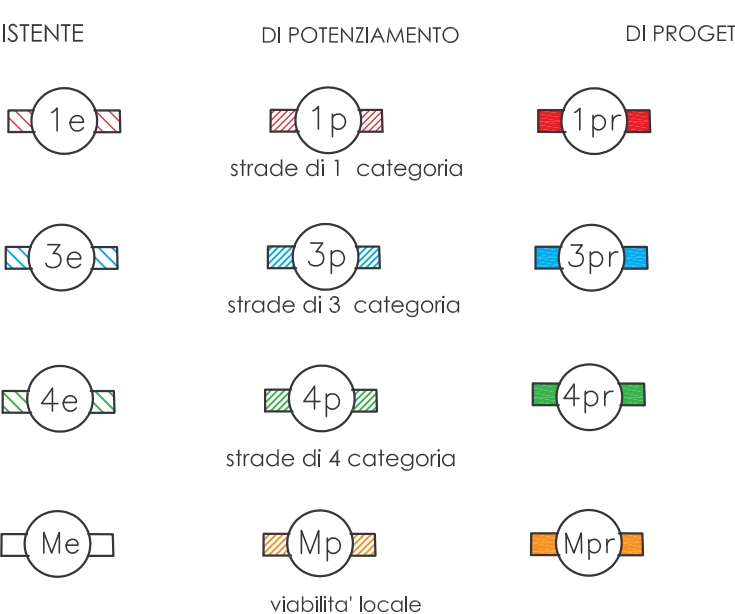 ISTENTE DI POTENZIAMENTO DI PROGET
1e 1p 1pr
strade di 1 categoria
3e 3p 3pr
strade di 3 categoria
4e 4p 4pr
strade di 4 categoria
Me Mp Mpr
viabilita' locale